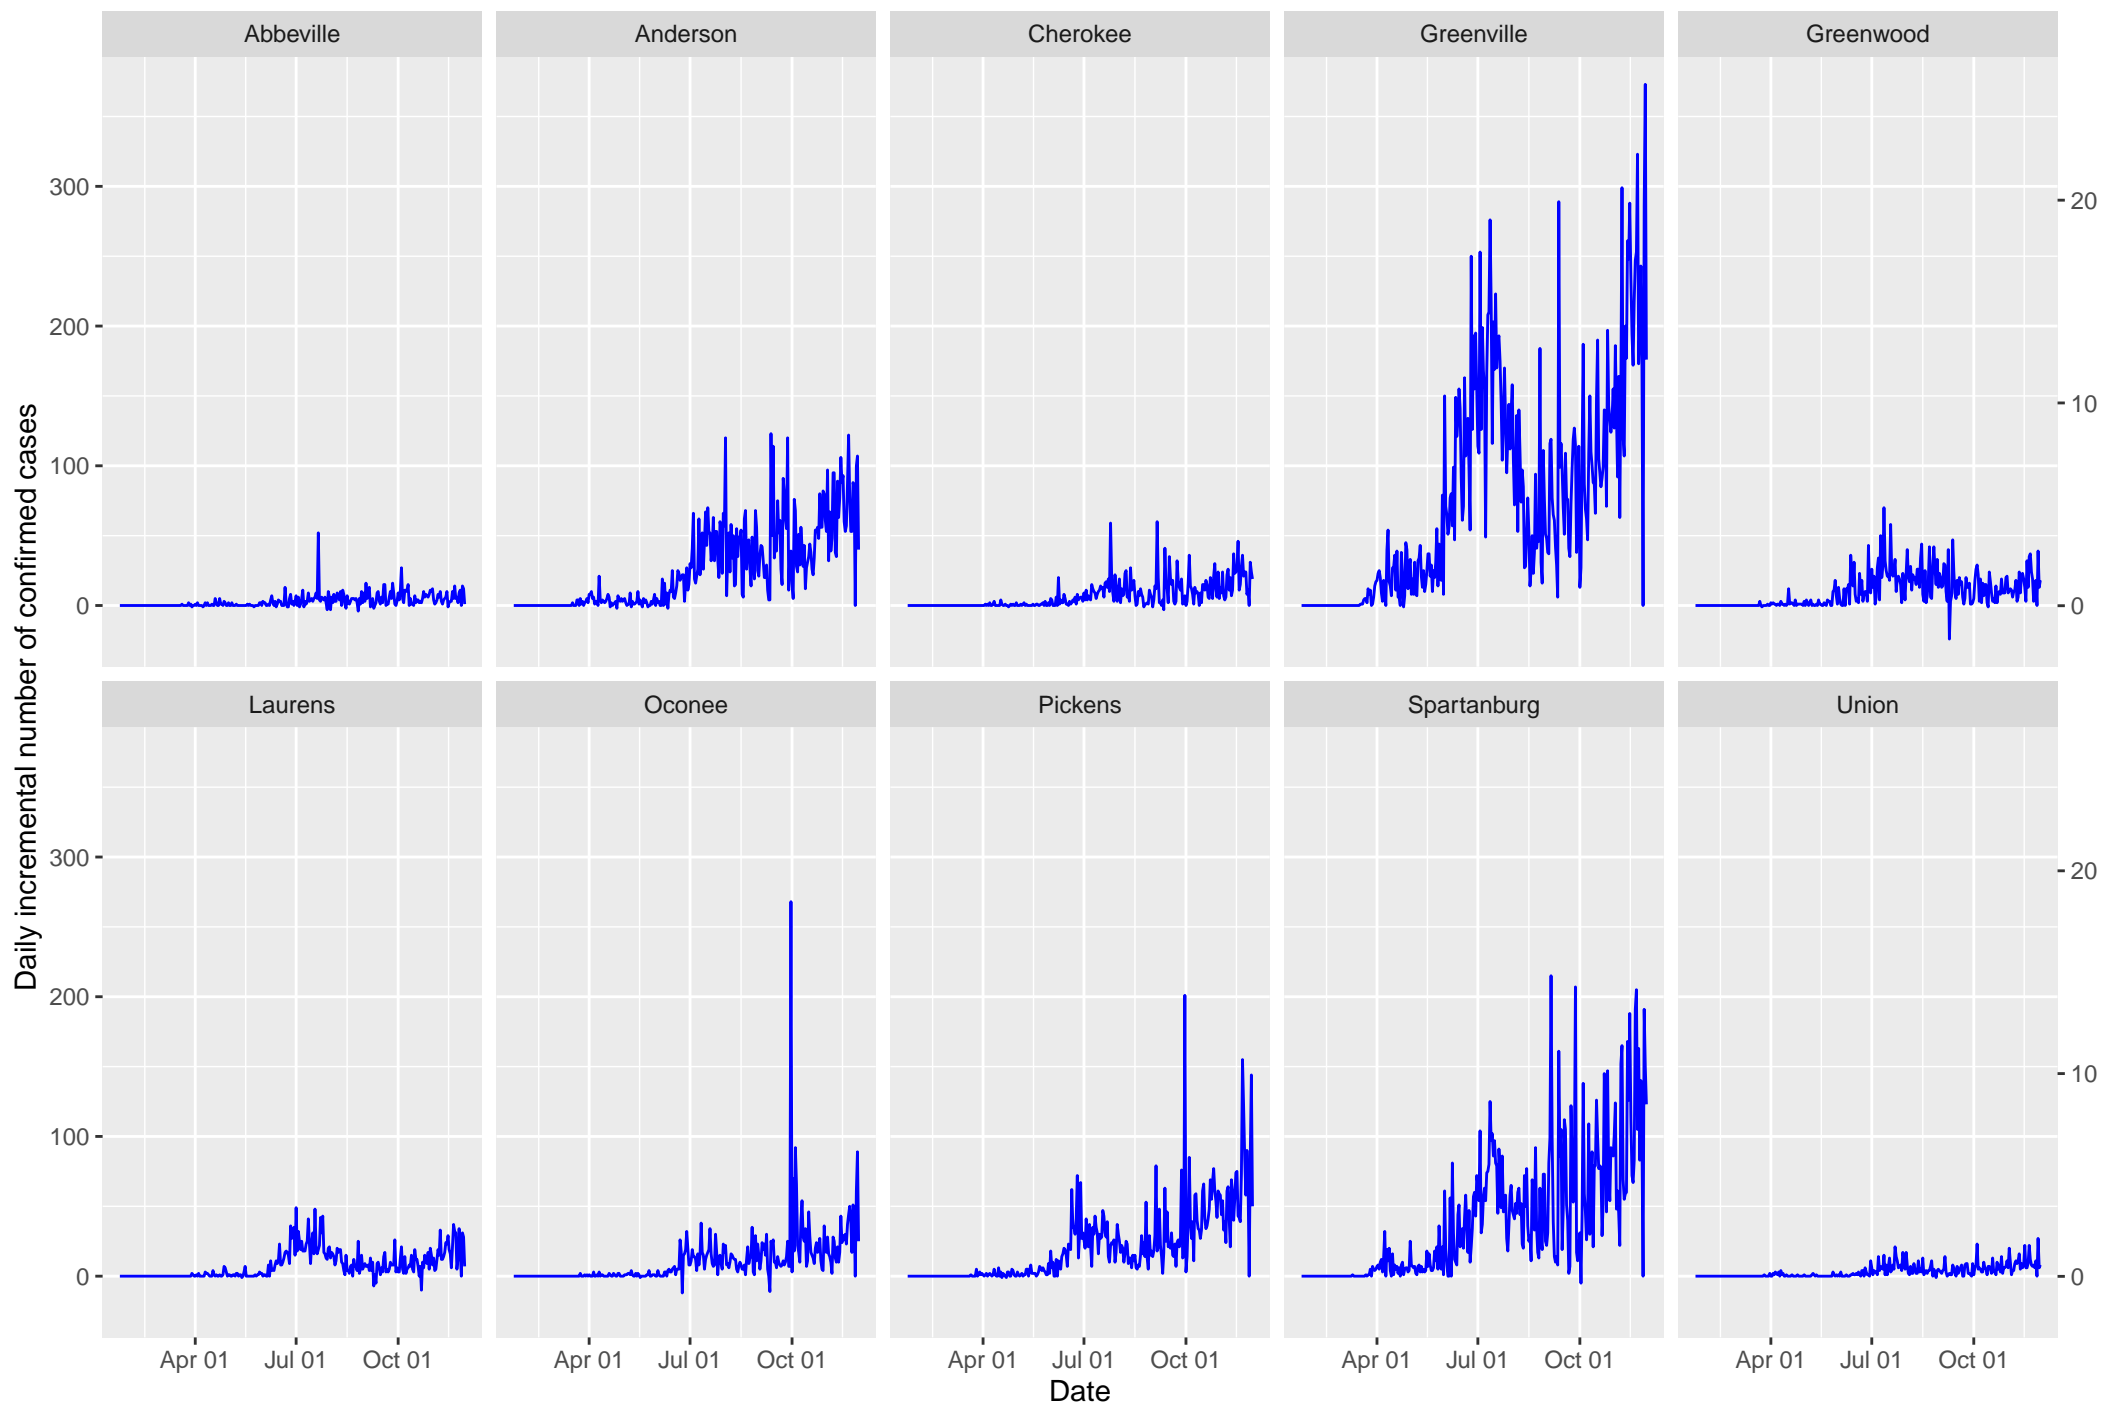 Abbeville Anderson Cherokee Greenville Greenwood
300
200
100
0
20
10
0
Laurens Oconee Pickens Spartanburg Union
300
200
100
0
20
10
0
Apr 01 Jul 01 Oct 01 Apr 01 Jul 01 Oct 01 Apr 01 Jul 01 Oct 01 Apr 01 Jul 01 Oct 01 Apr 01 Jul 01 Oct 01
Date
Daily incremental number of confirmed cases